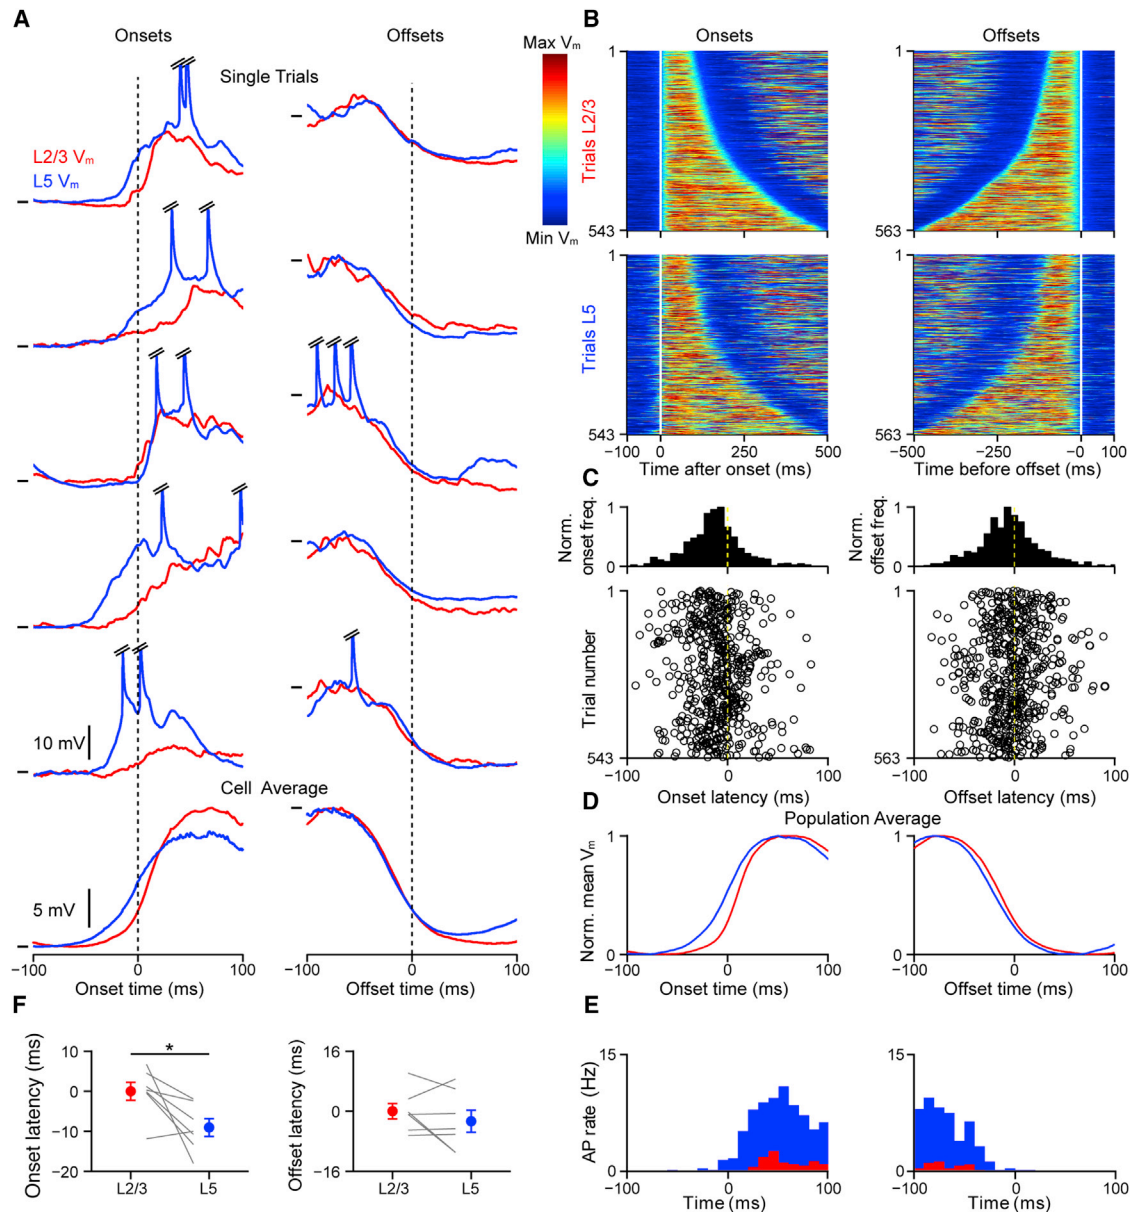 A
Onsets
Offsets
Single Trials
L2/3 Vm
L5 Vm
10 mV
Cell Average
5 mV
−100
0
100
−100
0
100
Onset time (ms)
Offset time (ms)
Max Vm
Min Vm
B
Onsets
Offsets
Trials L2/3
1
543
1
563
Trials L5
543
563
−100
0
250
500
−500
−250
−0
100
Time after onset (ms)
Time before offset (ms)
C
Norm. onset freq.
1
0
Norm. offset freq.
1
0
Trial number
1
543
1
563
−100
0
100
−100
0
100
Onset latency (ms)
Offset latency (ms)
D
Population Average
Norm. mean Vm
1
0
1
0
−100
0
100
−100
0
100
Onset time (ms)
Offset time (ms)
F
Onset latency (ms)
10
0
−10
−20
*
L2/3
L5
Offset latency (ms)
16
0
−16
L2/3
L5
E
AP rate (Hz)
15
0
15
0
−100
0
100
−100
0
100
Time (ms)
Time (ms)